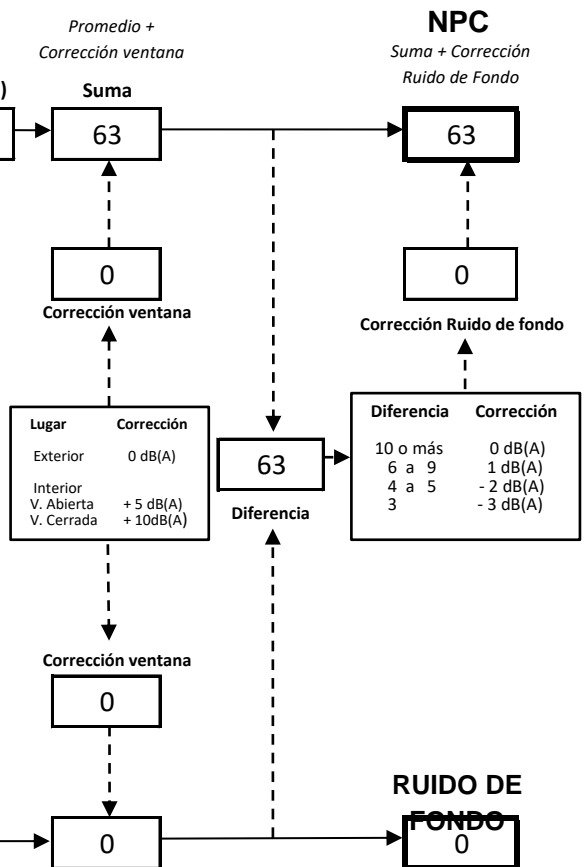 Promedio +
Corrección ventana
NPC
Suma + Corrección
Ruido de Fondo
)
Suma
63
63
0
0
Corrección ventana
Corrección Ruido de fondo
Lugar Corrección
Exterior 0 dB(A)
Interior
V. Abierta + 5 dB(A)
V. Cerrada + 10dB(A)
63
Diferencia
Diferencia Corrección
10 o más 0 dB(A)
6 a 9 1 dB(A)
4 a 5 - 2 dB(A)
3 - 3 dB(A)
Corrección ventana
0
RUIDO DE
FONDO
0
0